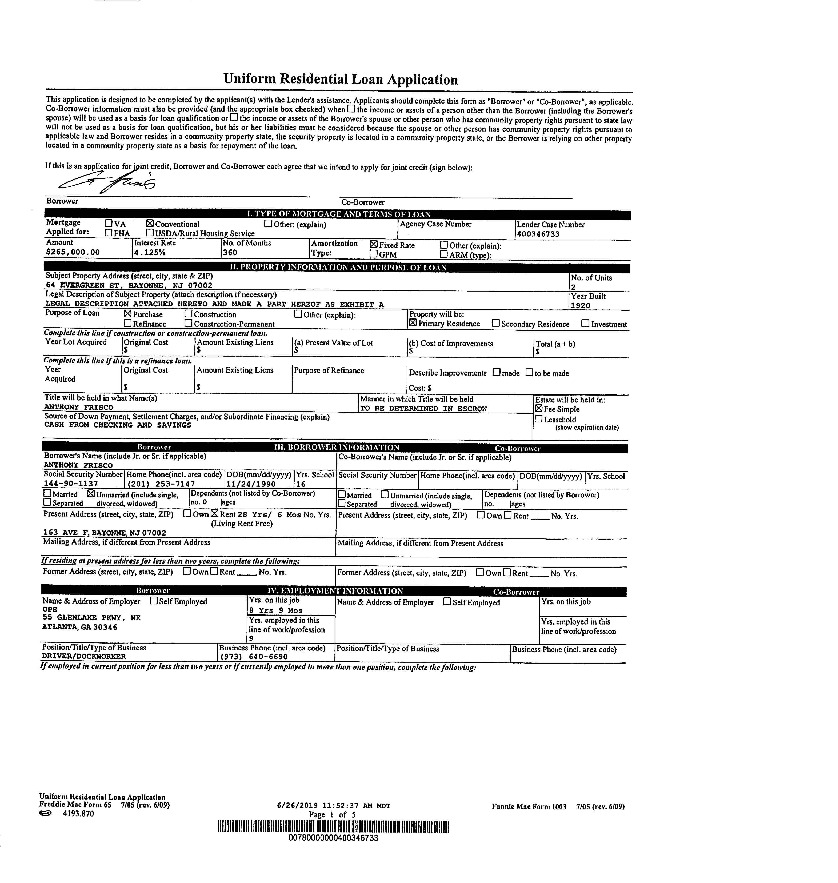 Uniform Residential Loan Application
This application is designed to be completed by the applicant(s) with the Lender's assistance. Applicants should complete this form as "Borrower" or "Co-Borrower", as applicable.
Co-Borrower information must also be provided (and the appropriate box checked) when ☐ the income or assets of a person other than the Borrower (including the Borrower's
spouse) will be used as a basis for loan qualification or ☐ the income or assets of the Borrower's spouse or other person who has community property rights pursuant to state law
will not be used as a basis for loan qualification, but his or her liabilities must be considered because the spouse or other person has community property rights pursuant to
applicable law and Borrower resides in a community property state, the security property is located in a community property state, or the Borrower is relying on other property
located in a community property state as a basis for repayment of the loan.
If this is an application for joint credit, Borrower and Co-Borrower each agree that we intend to apply for joint credit (sign below):
Borrower Co-Borrower
I. TYPE OF MORTGAGE AND TERMS OF LOAN
Mortgage ☐ VA ☒ Conventional ☐ Other: (explain) Agency Case Number Lender Case Number
Applied for: ☐ FHA ☐ USDA/Rural Housing Service 400346733
Amount Interest Rate No. of Months Amortization ☒ Fixed Rate ☐ Other (explain):
$265,000.00 4.125% 360 Type: ☐ GPM ☐ ARM (type):
II. PROPERTY INFORMATION AND PURPOSE OF LOAN
Subject Property Address (street, city, state & ZIP) No. of Units
64 EVERGREEN ST, BAYONNE, NJ 07002 2
Legal Description of Subject Property (attach description if necessary) Year Built
LEGAL DESCRIPTION ATTACHED HERETO AND MADE A PART HEREOF AS EXHIBIT A 1920
Purpose of Loan ☒ Purchase ☐ Construction ☐ Other (explain): Property will be:
☐ Refinance ☐ Construction-Permanent ☒ Primary Residence ☐ Secondary Residence ☐ Investment
Complete this line if construction or construction-permanent loan.
Year Lot Acquired Original Cost Amount Existing Liens (a) Present Value of Lot (b) Cost of Improvements Total (a + b)
$ $ $ $ $
Complete this line if this is a refinance loan.
Year Original Cost Amount Existing Liens Purpose of Refinance Describe Improvements ☐ made ☐ to be made
Acquired
$ $ Cost: $
Title will be held in what Name(s) Manner in which Title will be held Estate will be held in:
ANTHONY FRISCO TO BE DETERMINED IN ESCROW ☒ Fee Simple
Source of Down Payment, Settlement Charges, and/or Subordinate Financing (explain) ☐ Leasehold
CASH FROM CHECKING AND SAVINGS (show expiration date)
Borrower III. BORROWER INFORMATION Co-Borrower
Borrower's Name (include Jr. or Sr. if applicable) Co-Borrower's Name (include Jr. or Sr. if applicable)
ANTHONY FRISCO
Social Security Number Home Phone(incl. area code) DOB(mm/dd/yyyy) Yrs. School Social Security Number Home Phone(incl. area code) DOB(mm/dd/yyyy) Yrs. School
144-90-1137 (201) 253-7147 11/24/1990 16
☐ Married ☒ Unmarried (include single, Dependents (not listed by Co-Borrower) ☐ Married ☐ Unmarried (include single, Dependents (not listed by Borrower)
☐ Separated divorced, widowed) no. 0 ages ☐ Separated divorced, widowed) no. ages
Present Address (street, city, state, ZIP) ☐ Own ☒ Rent 28 Yrs/ 6 Mos No. Yrs. Present Address (street, city, state, ZIP) ☐ Own ☐ Rent ____ No. Yrs.
(Living Rent Free)
163 AVE F, BAYONNE, NJ 07002
Mailing Address, if different from Present Address Mailing Address, if different from Present Address
If residing at present address for less than two years, complete the following:
Former Address (street, city, state, ZIP) ☐ Own ☐ Rent ____ No. Yrs. Former Address (street, city, state, ZIP) ☐ Own ☐ Rent ____ No. Yrs.
Borrower IV. EMPLOYMENT INFORMATION Co-Borrower
Name & Address of Employer ☐ Self Employed Yrs. on this job Name & Address of Employer ☐ Self Employed Yrs. on this job
8 Yrs 9 Mos
55 GLENLAKE PKWY, NE Yrs. employed in this line of work/profession Yrs. employed in this line of work/profession
ATLANTA, GA 30346
9
Position/Title/Type of Business Business Phone (incl. area code) Position/Title/Type of Business Business Phone (incl. area code)
DRIVER/DOCKWORKER (973) 640-6690
If employed in current position for less than two years or if currently employed in more than one position, complete the following:
Uniform Residential Loan Application
Freddie Mac Form 65 7/05 (rev. 6/09) 6/26/2019 11:52:37 AM MDT Fannie Mae Form 1003 7/05 (rev. 6/09)
4193.870 Page 1 of 5
00780000000400346733